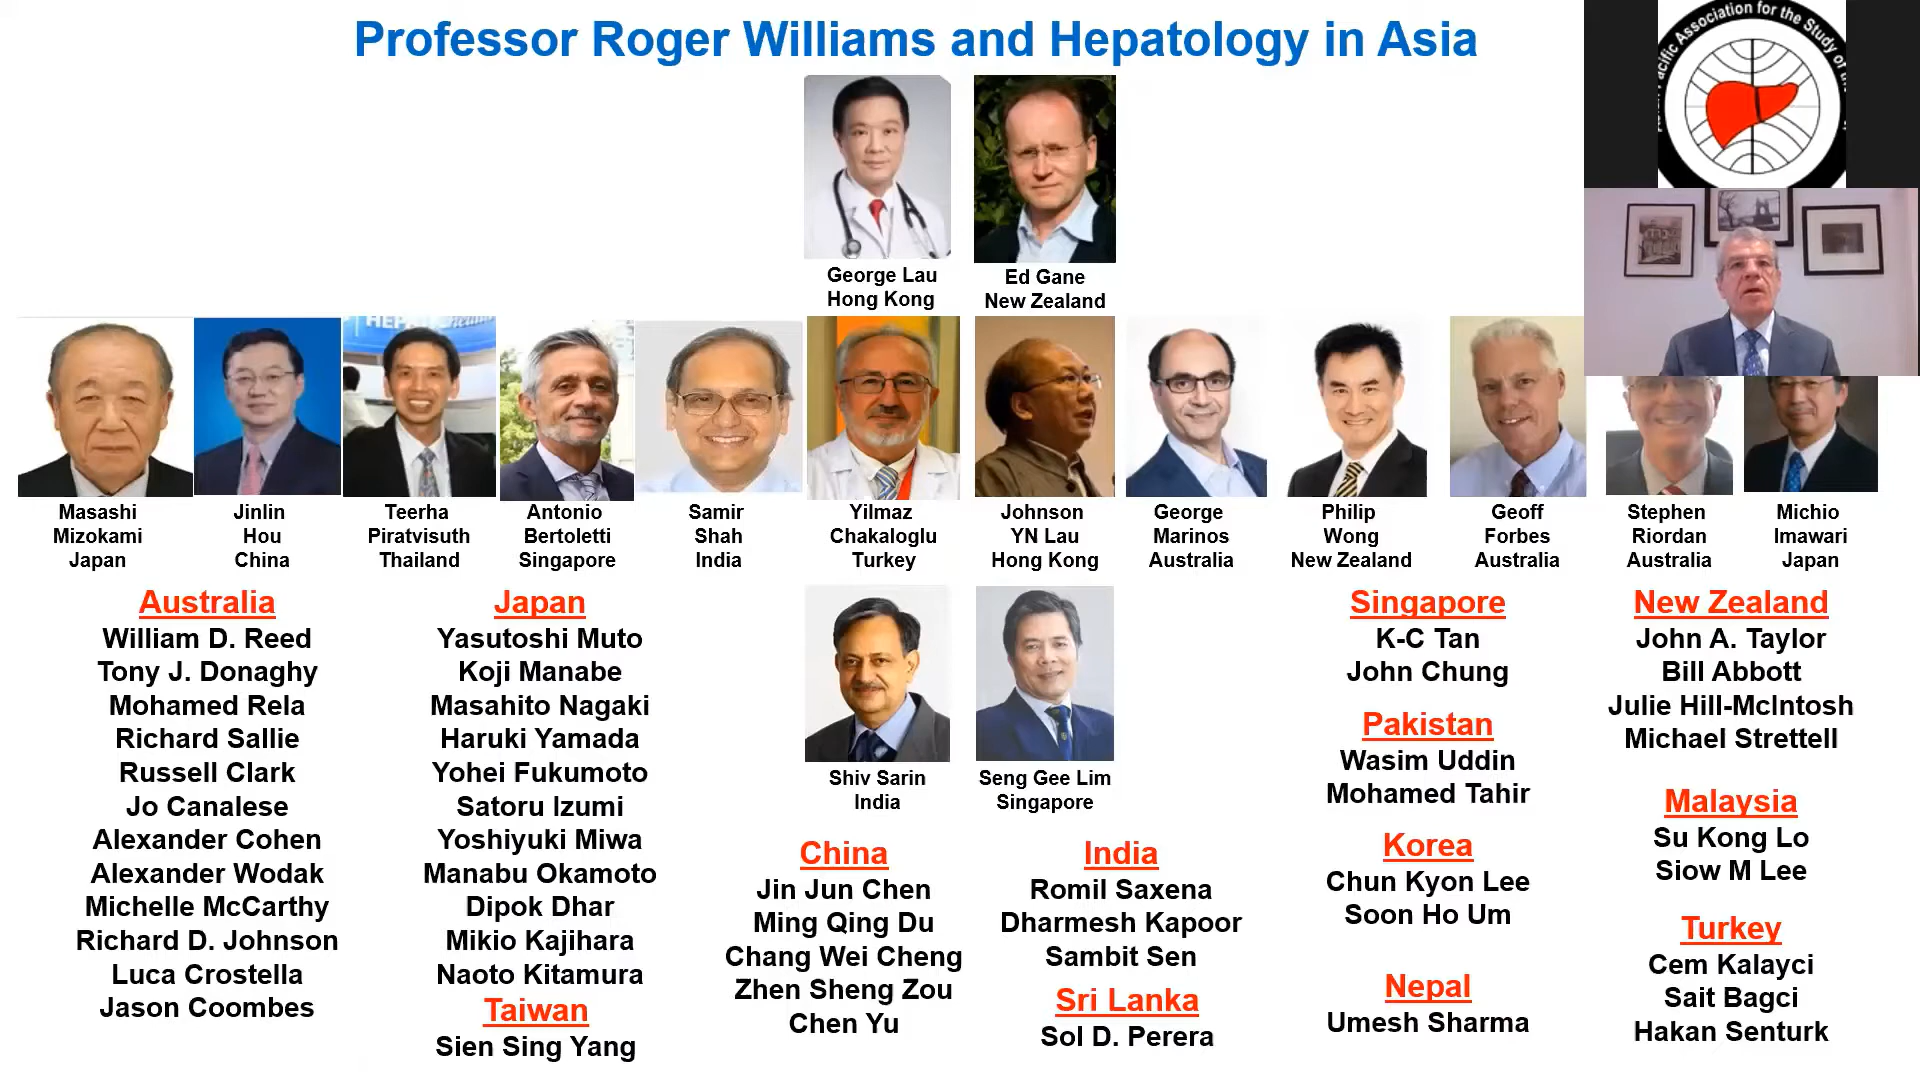 Professor Roger Williams and Hepatology in Asia
Pacific Association for the Study of the
George Lau
Hong Kong
Ed Gane
New Zealand
Masashi
Mizokami
Japan
Jinlin
Hou
China
Teerha
Piratvisuth
Thailand
Antonio
Bertoletti
Singapore
Samir
Shah
India
Yilmaz
Chakaloglu
Turkey
Johnson
YN Lau
Hong Kong
George
Marinos
Australia
Philip
Wong
New Zealand
Geoff
Forbes
Australia
Stephen
Riordan
Australia
Michio
Imawari
Japan
Shiv Sarin
India
Seng Gee Lim
Singapore
Australia
William D. Reed
Tony J. Donaghy
Mohamed Rela
Richard Sallie
Russell Clark
Jo Canalese
Alexander Cohen
Alexander Wodak
Michelle McCarthy
Richard D. Johnson
Luca Crostella
Jason Coombes
Japan
Yasutoshi Muto
Koji Manabe
Masahito Nagaki
Haruki Yamada
Yohei Fukumoto
Satoru Izumi
Yoshiyuki Miwa
Manabu Okamoto
Dipok Dhar
Mikio Kajihara
Naoto Kitamura
Taiwan
Sien Sing Yang
China
Jin Jun Chen
Ming Qing Du
Chang Wei Cheng
Zhen Sheng Zou
Chen Yu
India
Romil Saxena
Dharmesh Kapoor
Sambit Sen
Sri Lanka
Sol D. Perera
Singapore
K-C Tan
John Chung
Pakistan
Wasim Uddin
Mohamed Tahir
Korea
Chun Kyon Lee
Soon Ho Um
Nepal
Umesh Sharma
New Zealand
John A. Taylor
Bill Abbott
Julie Hill-McIntosh
Michael Strettell
Malaysia
Su Kong Lo
Siow M Lee
Turkey
Cem Kalayci
Sait Bagci
Hakan Senturk